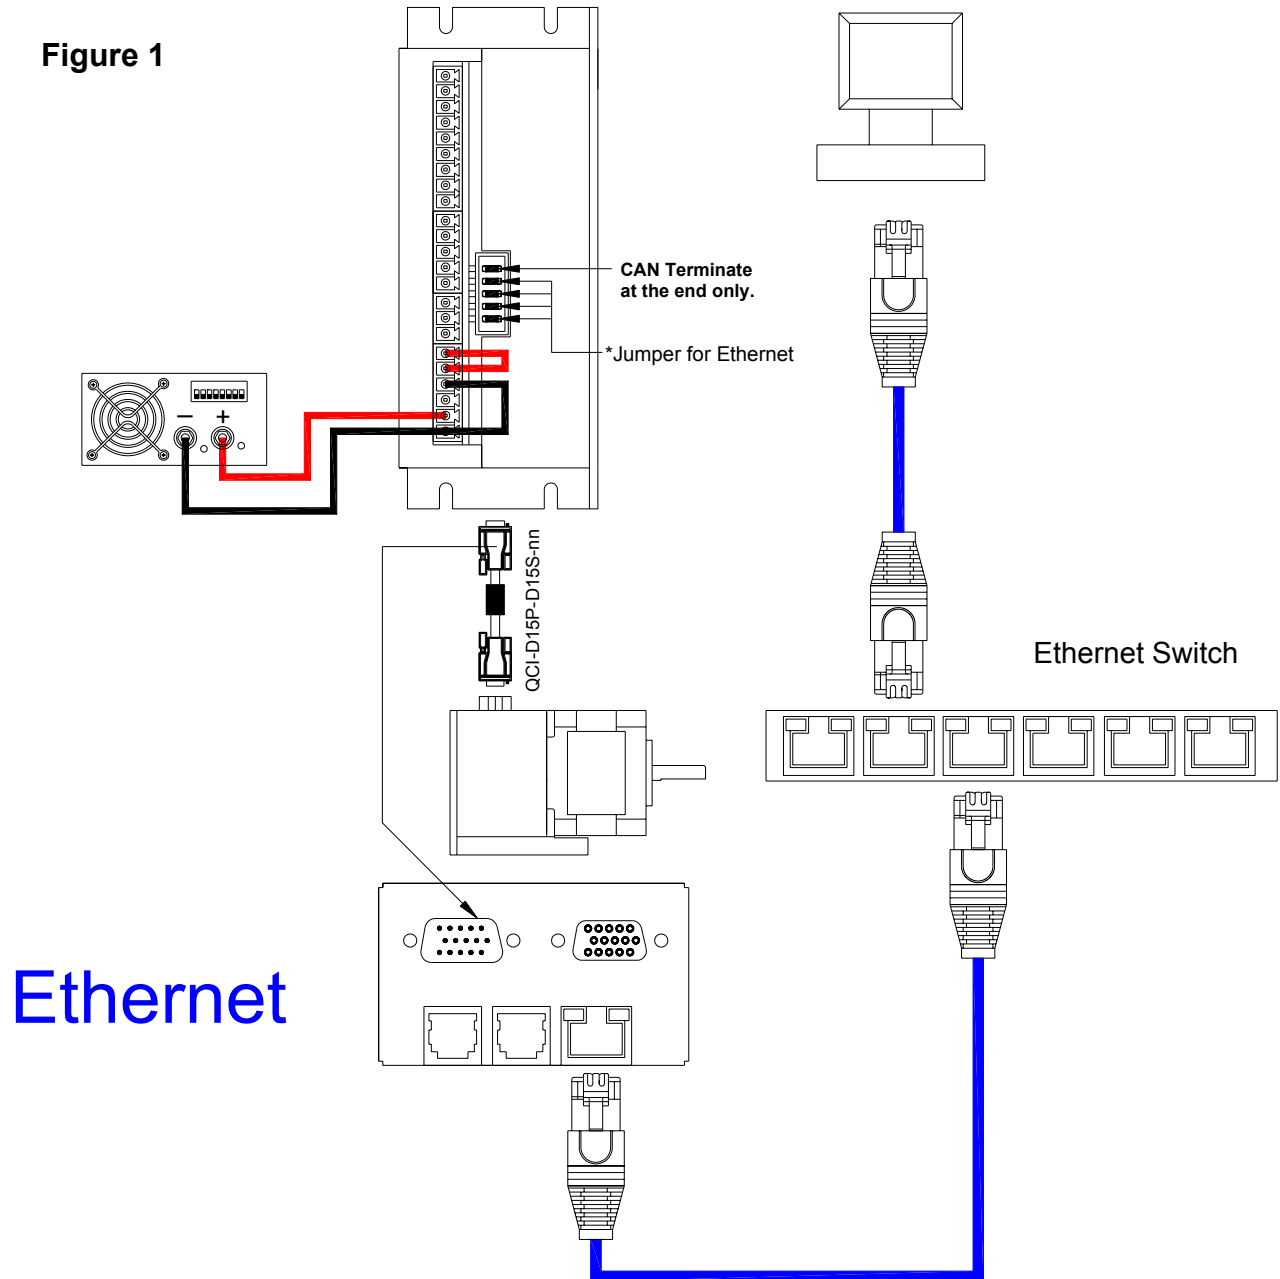 Figure 1
CAN Terminate
at the end only.
*Jumper for Ethernet
− +
QCI-D15P-D15S-nn
Ethernet Switch
Ethernet